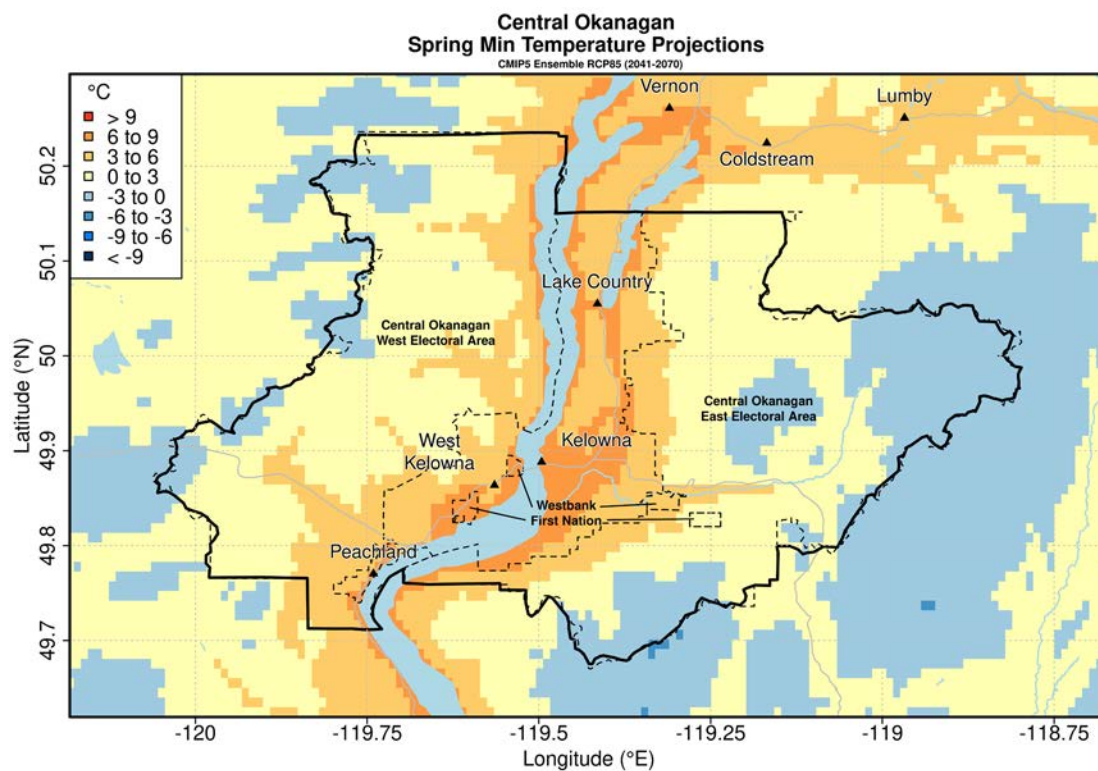 Central Okanagan
Spring Min Temperature Projections
CMIP5 Ensemble RCP85 (2041-2070)
°C
> 9
6 to 9
3 to 6
0 to 3
-3 to 0
-6 to -3
-9 to -6
< -9
Vernon
Lumby
Coldstream
Lake Country
Central Okanagan
West Electoral Area
Central Okanagan
East Electoral Area
West
Kelowna
Kelowna
Westbank
First Nation
Peachland
Latitude (°N)
50.2
50.1
50
49.9
49.8
49.7
-120
-119.75
-119.5
-119.25
-119
-118.75
Longitude (°E)